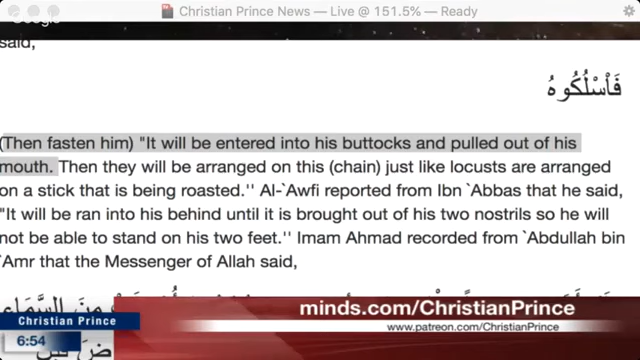 Christian Prince News — Live @ 151.5% — Ready
Google
said,
فَاسْلُكُوهُ
(Then fasten him) "It will be entered into his buttocks and pulled out of his
mouth. Then they will be arranged on this (chain) just like locusts are arranged
on a stick that is being roasted.'' Al-`Awfi reported from Ibn `Abbas that he said,
"It will be ran into his behind until it is brought out of his two nostrils so he will
not be able to stand on his two feet.'' Imam Ahmad recorded from `Abdullah bin
`Amr that the Messenger of Allah said,
مِنَ السَّمَاءِ
minds.com/ChristianPrince
Christian Prince
www.patreon.com/ChristianPrince
6:54